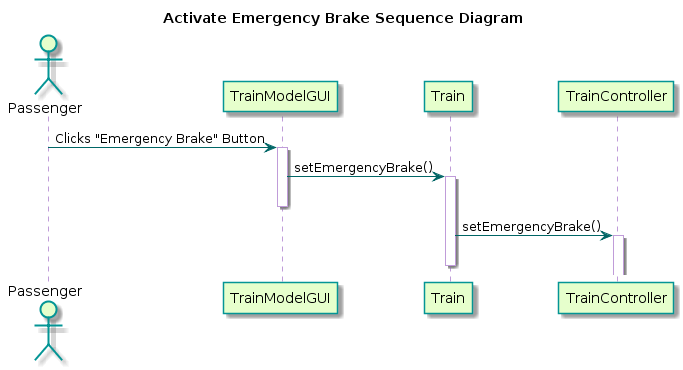 Activate Emergency Brake Sequence Diagram
Passenger
TrainModelGUI
Train
TrainController
Clicks "Emergency Brake" Button
setEmergencyBrake()
setEmergencyBrake()
Passenger
TrainModelGUI
Train
TrainController